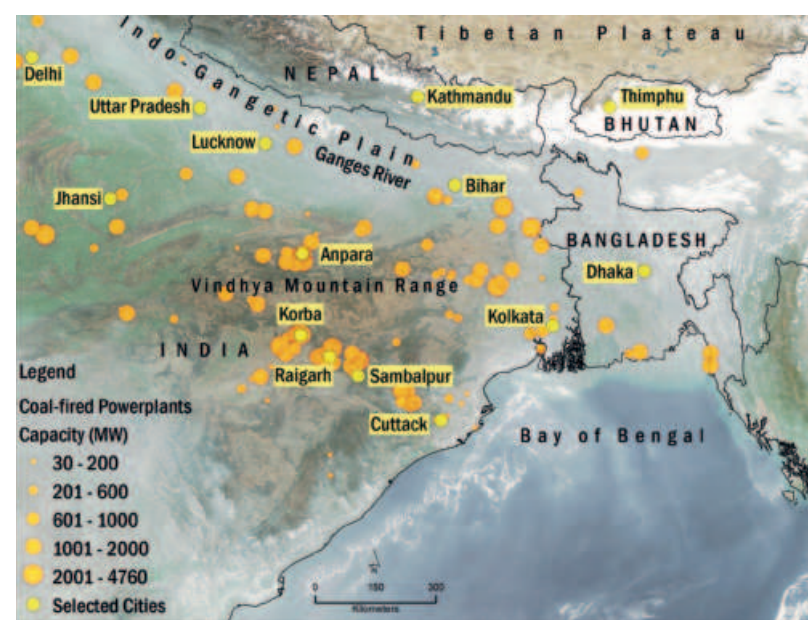 Tibetan Plateau
Indo-Gangetic Plain
NEPAL
Delhi
Kathmandu
Thimphu
Uttar Pradesh
BHUTAN
Lucknow
Ganges River
Jhansi
Bihar
BANGLADESH
Anpara
Dhaka
Vindhya Mountain Range
Korba
Kolkata
INDIA
Raigarh
Sambalpur
Cuttack
Bay of Bengal
Legend
Coal-fired Powerplants
Capacity (MW)
30 - 200
201 - 600
601 - 1000
1001 - 2000
2001 - 4760
Selected Cities
N
0 150 300
Kilometers